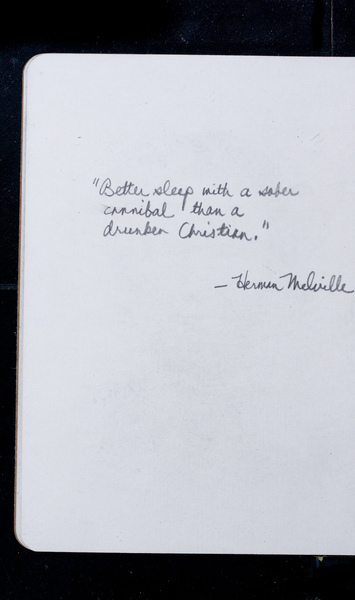 "Better sleep with a sober
cannibal than a
drunken Christian."
— Herman Melville